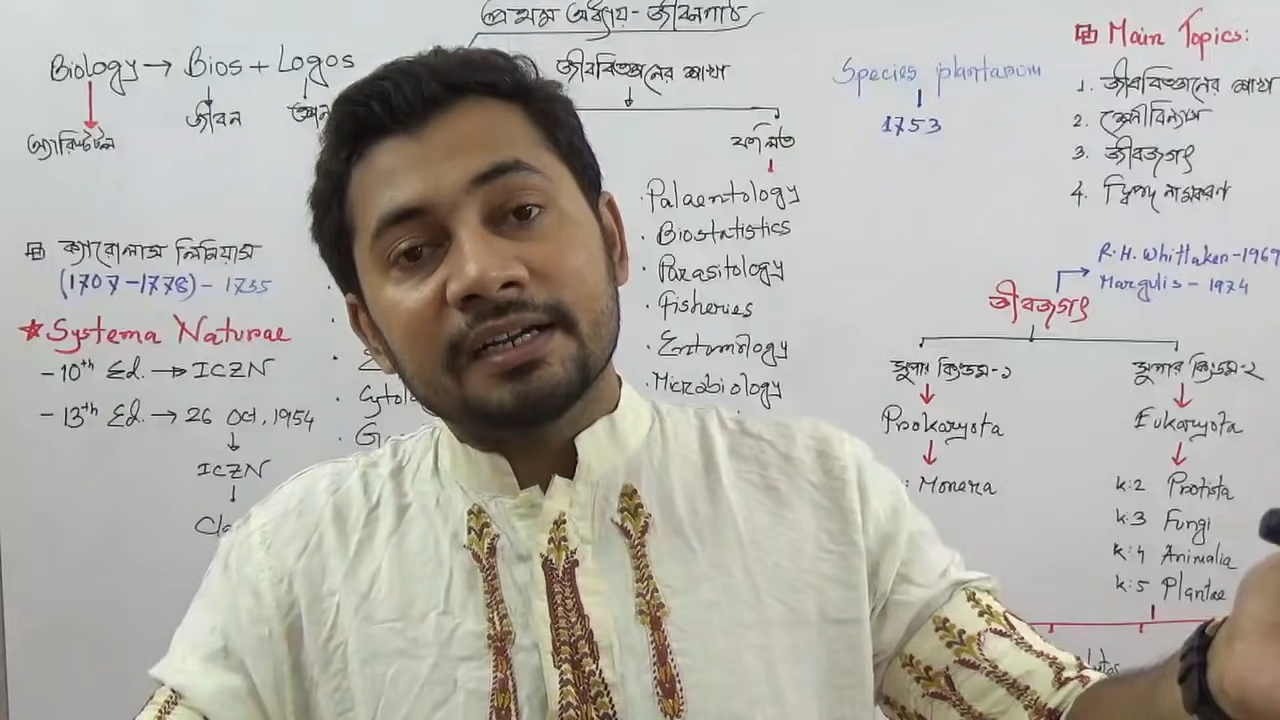 প্রথম অধ্যায় - জীবনপাঠ
Biology → Bios + Logos
অ্যারিস্টটল
জীবন
জ্ঞান
জীববিজ্ঞানের শাখা
ফলিত
Palaentology
Biostatistics
Parasitology
Fisheries
Entomology
Microbiology
Species plantarum
1753
Main Topics:
1. জীববিজ্ঞানের শাখা
2. শ্রেণীবিন্যাস
3. জীবজগৎ
4. দ্বিপদ নামকরণ
ক্যারোলাস লিনিয়াস
(1707-1778) - 1735
★ Systema Naturae
- 10th Ed. → ICZN
- 13th Ed. → 26 Oct, 1954
ICZN
R.H. Whittaker-1969
Margulis - 1974
জীবজগৎ
সুপার কিংডম-১
Prokaryota
Monera
সুপার কিংডম-২
Eukaryota
K:2 Protista
K:3 Fungi
K:4 Animalia
K:5 Plantae